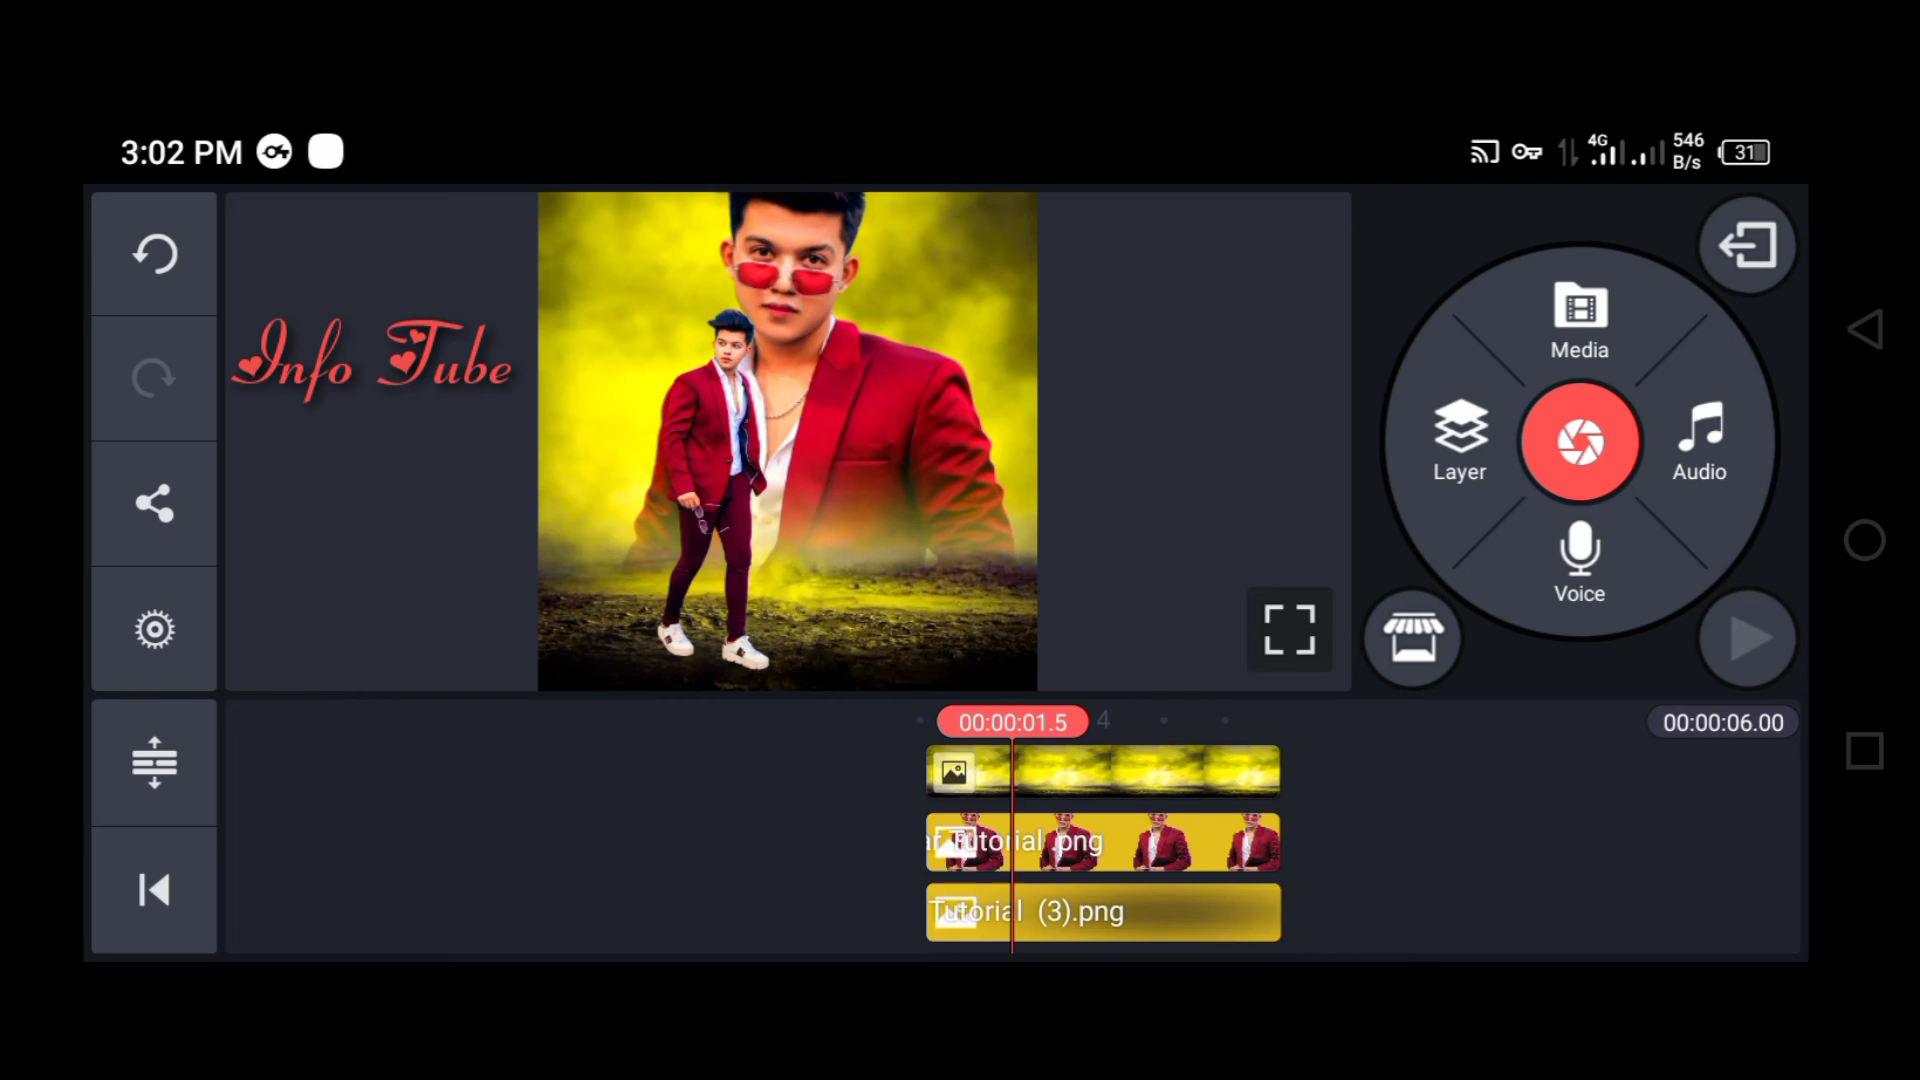 3:02 PM
4G
546
B/s
31
Info Tube
Media
Layer
Audio
Voice
00:00:01.5
4
00:00:06.00
ar Tutorial .png
Tutorial (3).png